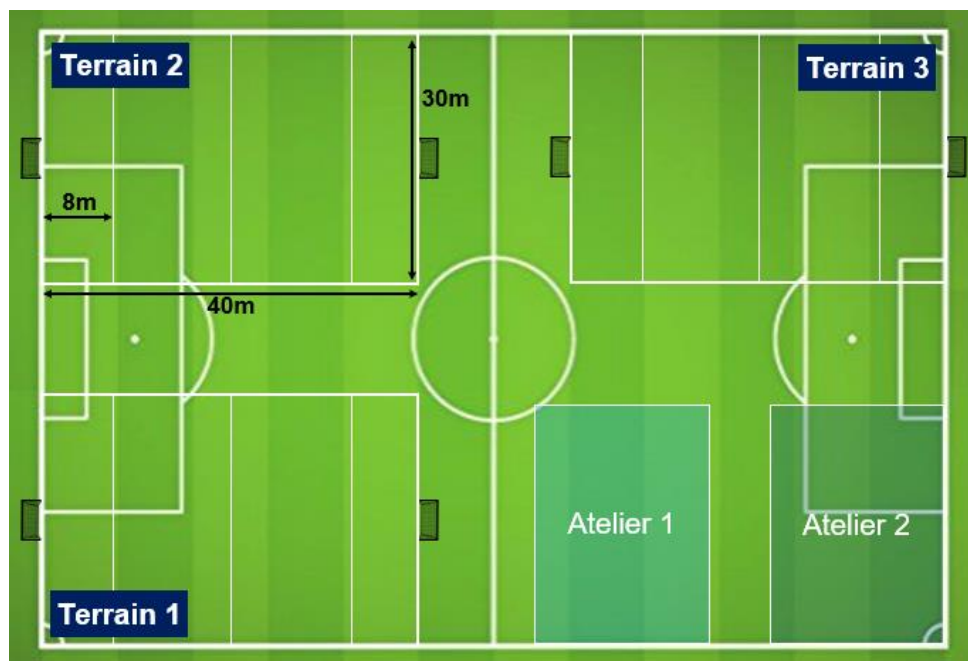 Terrain 2
Terrain 3
30m
8m
40m
Atelier 1
Atelier 2
Terrain 1